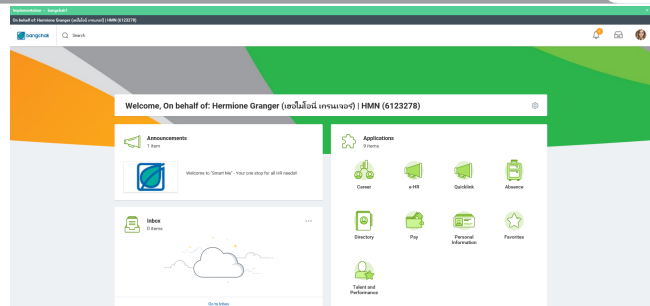 Implementation - bangchak1
On behalf of: Hermione Granger (เฮอไมโอนี่ เกรนเจอร์) | HMN (6123278)
bangchak
Search
Welcome, On behalf of: Hermione Granger (เฮอไมโอนี่ เกรนเจอร์) | HMN (6123278)
Announcements
1 item
Welcome to "Smart Me" - Your one stop for all HR needs!!
Inbox
0 items
Go to Inbox
Applications
9 items
Career
e-HR
Quicklink
Absence
Directory
Pay
Personal
Information
Favorites
Talent and
Performance